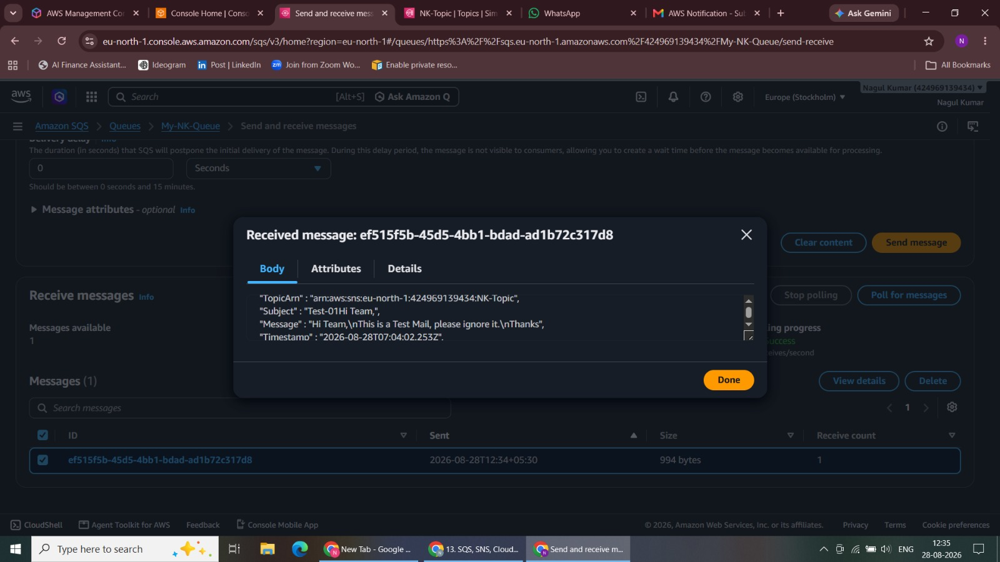 AWS Management Co
Console Home | Conso
Send and receive mess
NK-Topic | Topics | Sim
WhatsApp
AWS Notification - Sub
Ask Gemini
eu-north-1.console.aws.amazon.com/sqs/v3/home?region=eu-north-1#/queues/https%3A%2F%2Fsqs.eu-north-1.amazonaws.com%2F424969139434%2FMy-NK-Queue/send-receive
N
AI Finance Assistant...
Ideogram
Post | LinkedIn
Join from Zoom Wo...
Enable private reso...
All Bookmarks
aws
Search
[Alt+S]
Ask Amazon Q
Europe (Stockholm)
Nagul Kumar (424969139434)
Nagul Kumar
Amazon SQS
Queues
My-NK-Queue
Send and receive messages
Delivery delay Info
The duration (in seconds) that SQS will postpone the initial delivery of the message. During this delay period, the message is not visible to consumers, allowing you to create a wait time before the message becomes available for processing.
0
Seconds
Should be between 0 seconds and 15 minutes.
Message attributes - optional Info
Clear content
Send message
Received message: ef515f5b-45d5-4bb1-bdad-ad1b72c317d8
Body
Attributes
Details
"TopicArn" : "arn:aws:sns:eu-north-1:424969139434:NK-Topic",
"Subject" : "Test-01Hi Team,",
"Message" : "Hi Team,\nThis is a Test Mail, please ignore it.\nThanks",
"Timestamp" : "2026-08-28T07:04:02.253Z",
Done
Receive messages Info
Stop polling
Poll for messages
Messages available
1
ing progress
Success
eives/second
Messages (1)
View details
Delete
Search messages
1
ID
Sent
Size
Receive count
ef515f5b-45d5-4bb1-bdad-ad1b72c317d8
2026-08-28T12:34+05:30
994 bytes
1
CloudShell
Agent Toolkit for AWS
Feedback
Console Mobile App
© 2026, Amazon Web Services, Inc. or its affiliates.
Privacy
Terms
Cookie preferences
Type here to search
New Tab - Google ...
13. SQS, SNS, Cloud...
Send and receive m...
ENG
12:35
28-08-2026